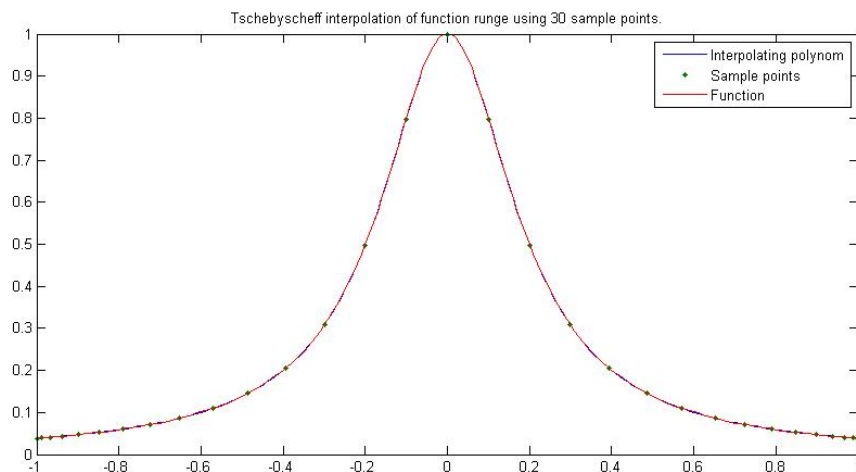 Tschebyscheff interpolation of function runge using 30 sample points.
1
0.9
0.8
0.7
0.6
0.5
0.4
0.3
0.2
0.1
0
Interpolating polynom
Sample points
Function
-1 -0.8 -0.6 -0.4 -0.2 0 0.2 0.4 0.6 0.8